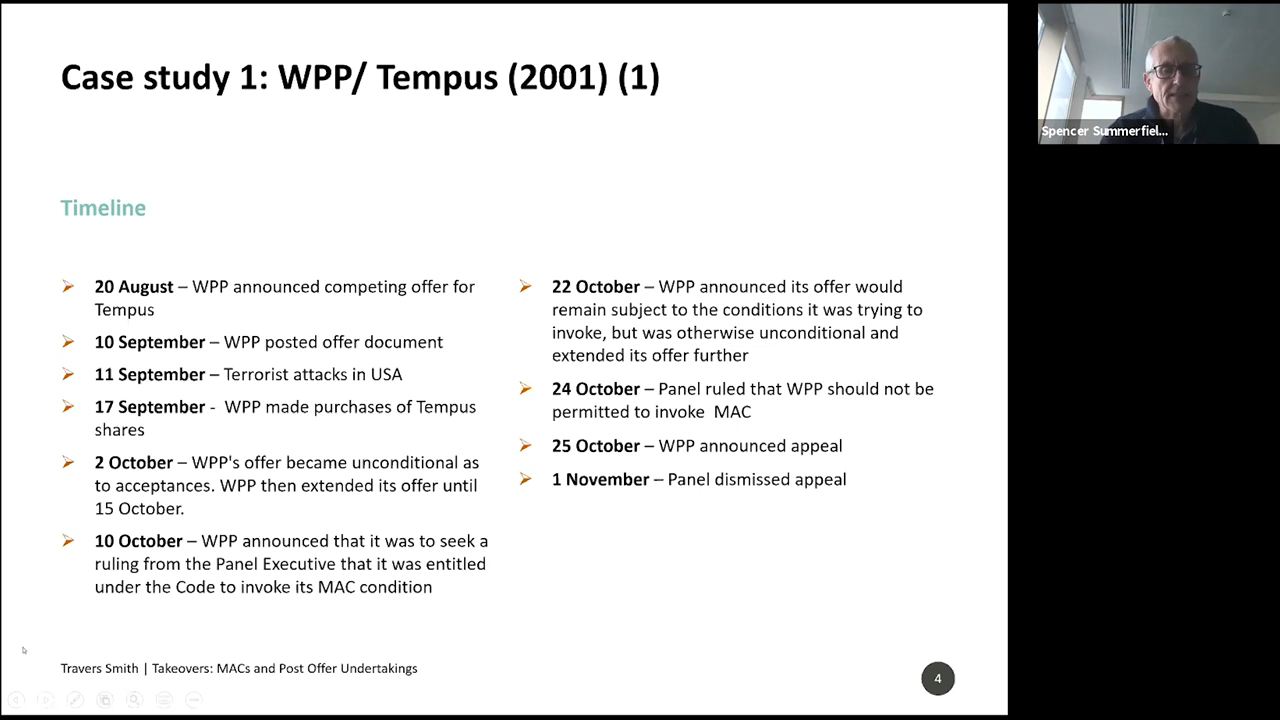 Case study 1: WPP/ Tempus (2001) (1)
Timeline
➢ 20 August – WPP announced competing offer for
Tempus
➢ 10 September – WPP posted offer document
➢ 11 September – Terrorist attacks in USA
➢ 17 September - WPP made purchases of Tempus
shares
➢ 2 October – WPP's offer became unconditional as
to acceptances. WPP then extended its offer until
15 October.
➢ 10 October – WPP announced that it was to seek a
ruling from the Panel Executive that it was entitled
under the Code to invoke its MAC condition
➢ 22 October – WPP announced its offer would
remain subject to the conditions it was trying to
invoke, but was otherwise unconditional and
extended its offer further
➢ 24 October – Panel ruled that WPP should not be
permitted to invoke MAC
➢ 25 October – WPP announced appeal
➢ 1 November – Panel dismissed appeal
Travers Smith | Takeovers: MACs and Post Offer Undertakings
4
Spencer Summerfiel...